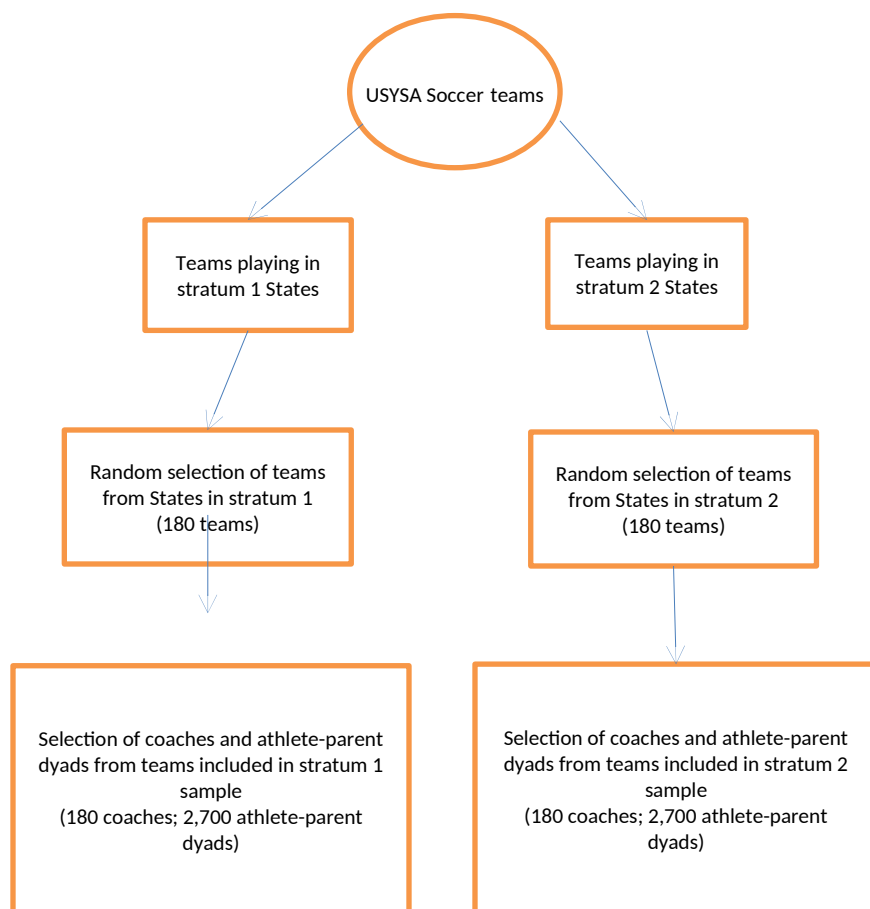 USYSA Soccer teams
Teams playing in
stratum 1 States
Teams playing in
stratum 2 States
Random selection of teams
from States in stratum 1
(180 teams)
Random selection of teams
from States in stratum 2
(180 teams)
Selection of coaches and athlete-parent
dyads from teams included in stratum 1
sample
(180 coaches; 2,700 athlete-parent
dyads)
Selection of coaches and athlete-parent
dyads from teams included in stratum 2
sample
(180 coaches; 2,700 athlete-parent
dyads)